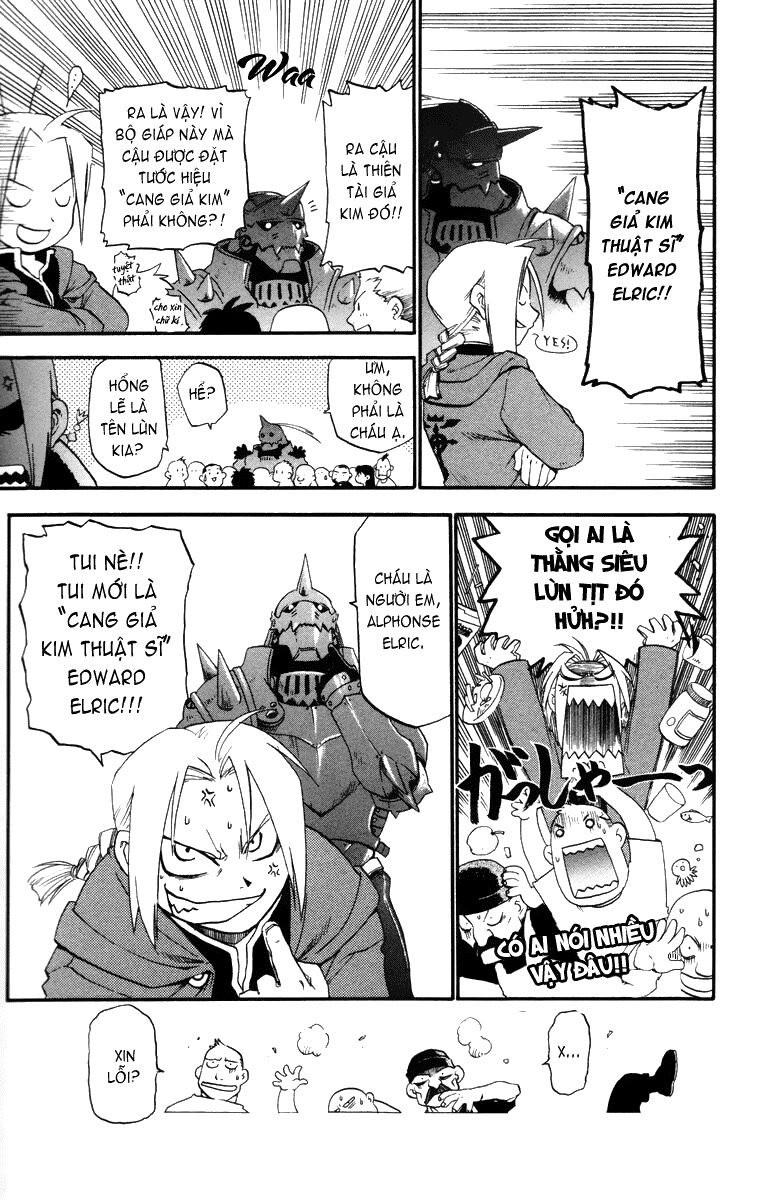 "CANG
GIẢ KIM
THUẬT SĨ"
EDWARD
ELRIC!!
YES!
Waa
RA CẬU
LÀ THIÊN
TÀI GIẢ
KIM ĐÓ!!
RA LÀ VẬY! VÌ
BỘ GIÁP NÀY MÀ
CẬU ĐƯỢC ĐẶT
TƯỚC HIỆU
"CANG GIẢ KIM"
PHẢI KHÔNG?!
tuyệt
thật
cho xin
chữ kí
ƯM,
KHÔNG
PHẢI LÀ
CHÁU Ạ.
HỂ?
HỔNG
LẼ LÀ
TÊN LÙN
KIA?
GỌI AI LÀ
THẰNG SIÊU
LÙN TỊT ĐÓ
HỬH?!!
がっしゃーっ
CÓ AI NÓI NHIỀU
VẬY ĐÂU!!
CHÁU LÀ
NGƯỜI EM,
ALPHONSE
ELRIC.
TUI NÈ!!
TUI MỚI LÀ
"CANG GIẢ
KIM THUẬT SĨ"
EDWARD
ELRIC!!!
X...
XIN
LỖI?